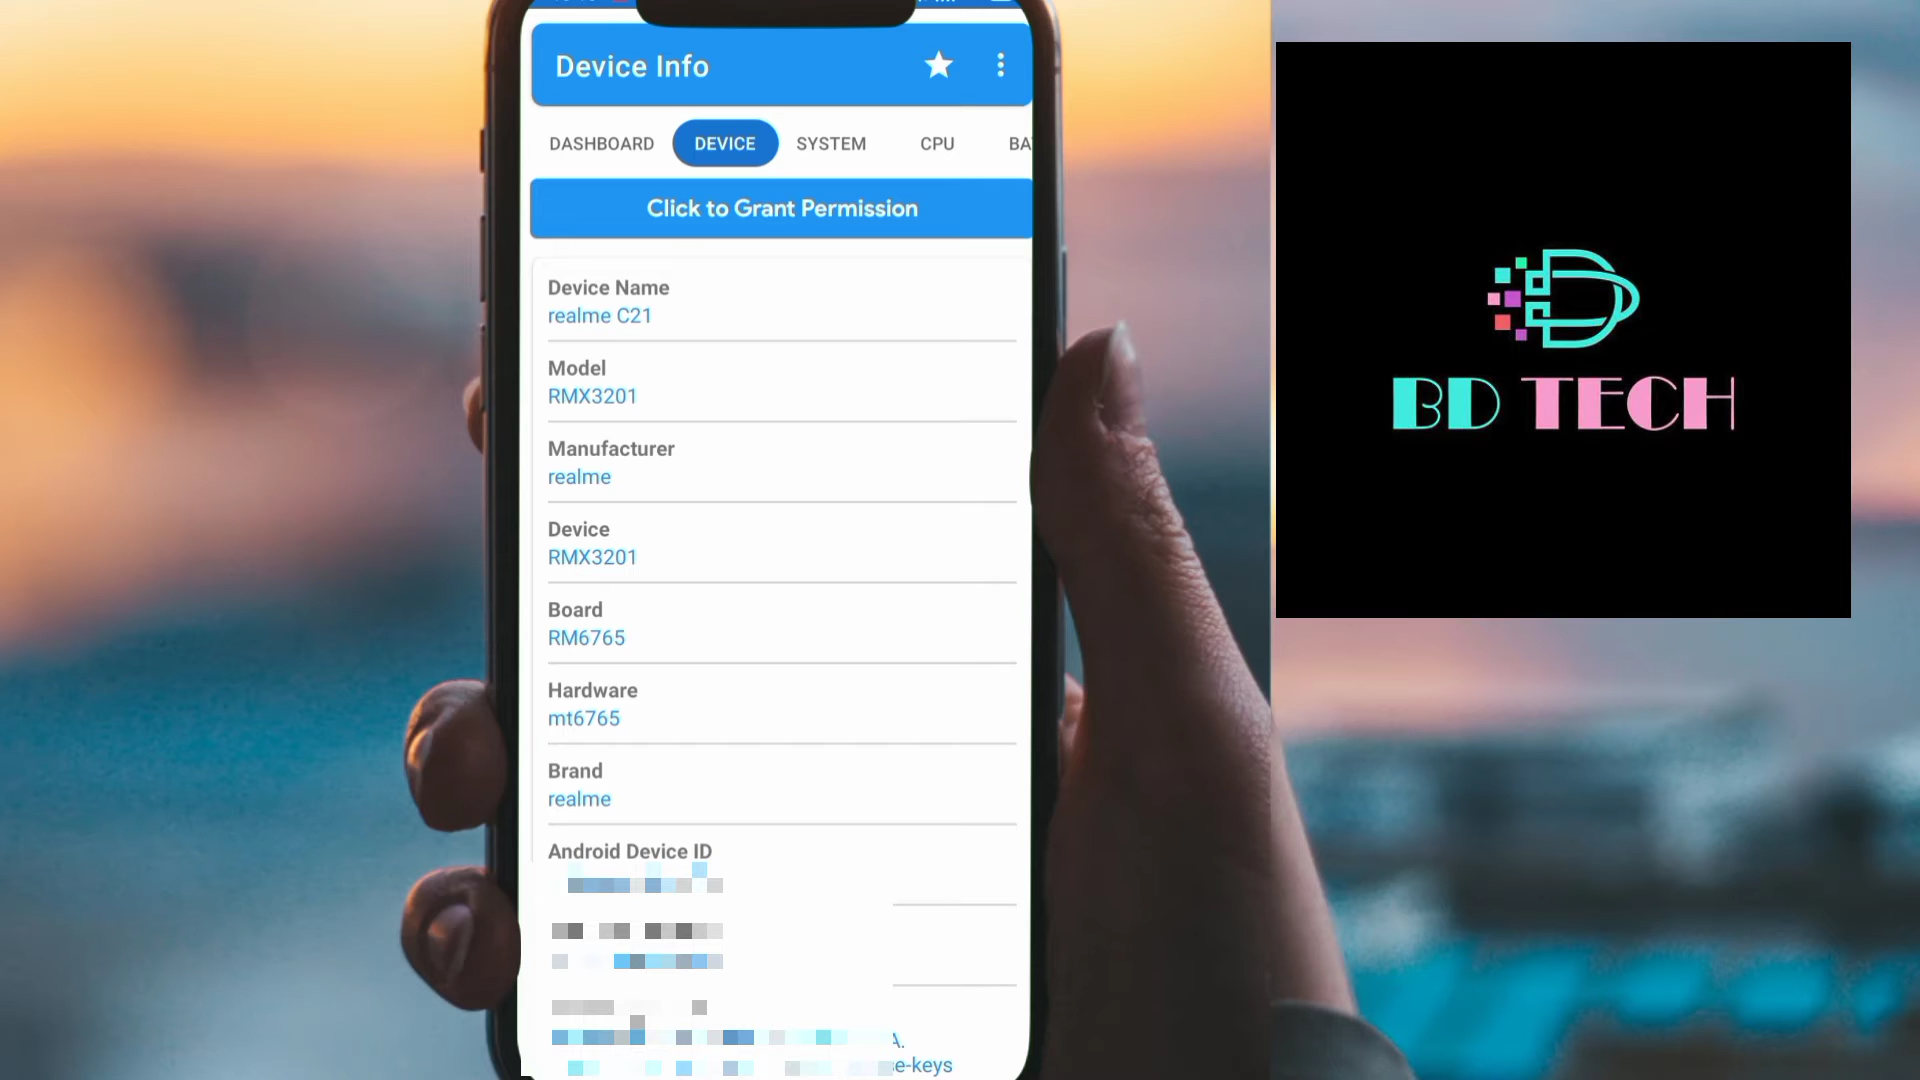 Device Info
DASHBOARD DEVICE SYSTEM CPU
Click to Grant Permission
Device Name
realme C21
Model
RMX3201
Manufacturer
realme
Device
RMX3201
Board
RM6765
Hardware
mt6765
Brand
realme
Android Device ID
A.
e-keys
BD TECH